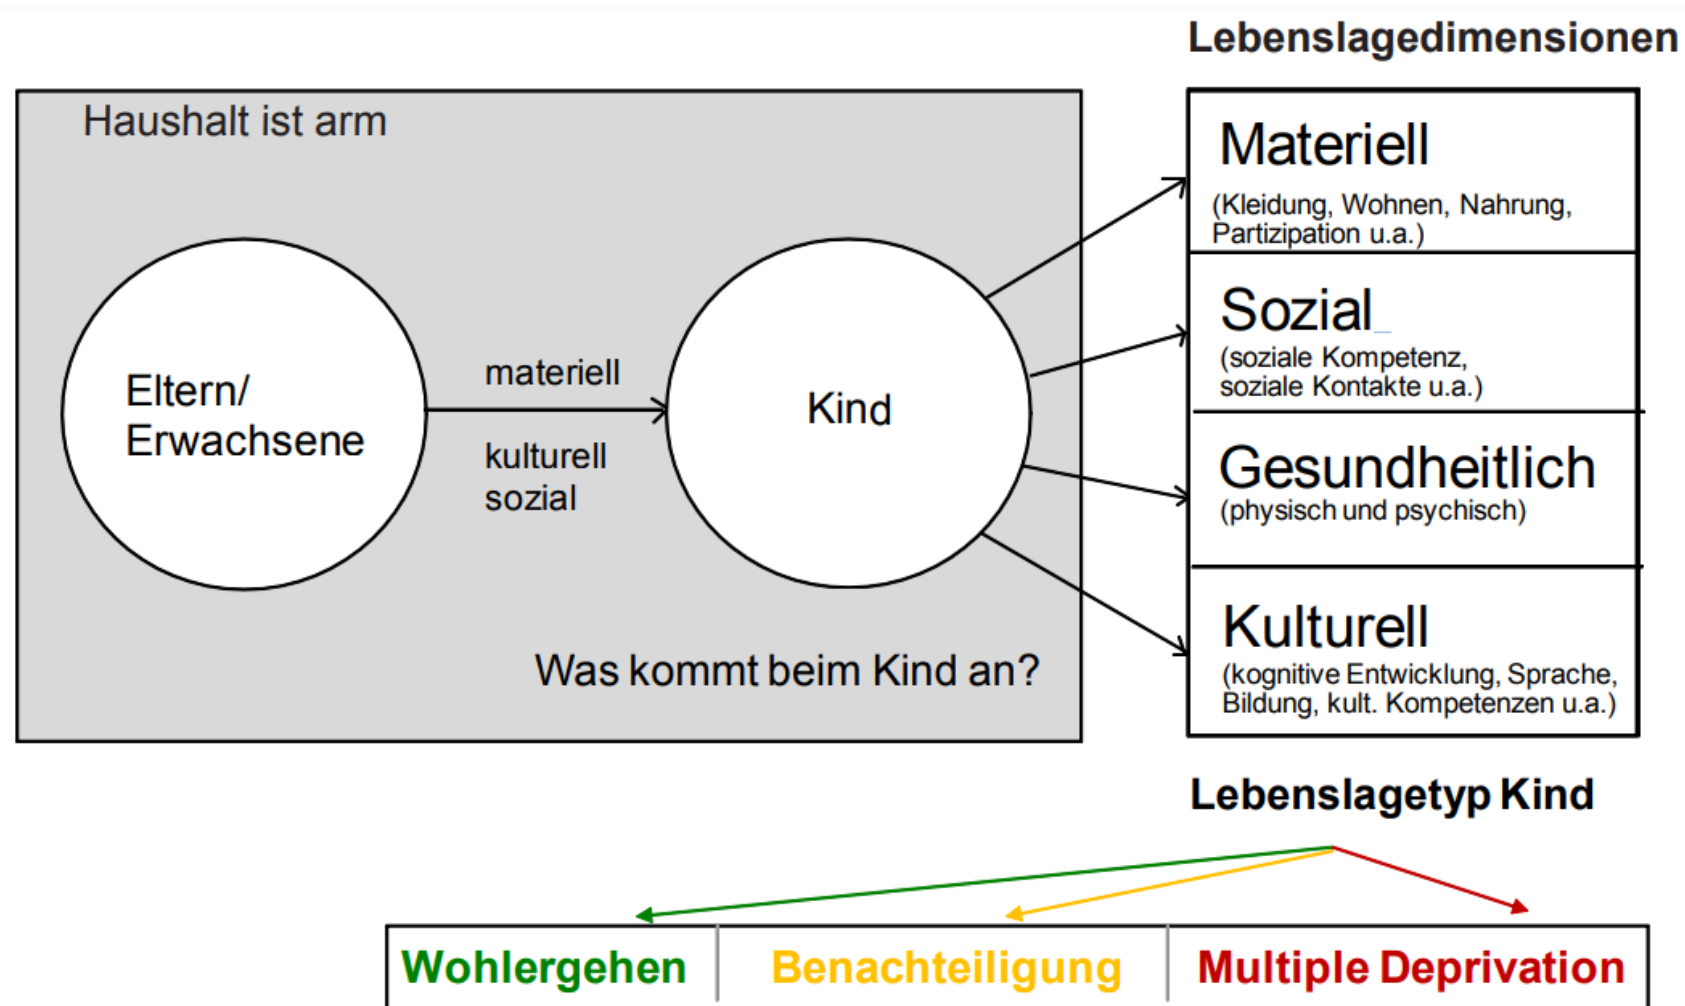 Lebenslagedimensionen
Haushalt ist arm
Eltern/
Erwachsene
materiell
kulturell
sozial
Kind
Was kommt beim Kind an?
Materiell
(Kleidung, Wohnen, Nahrung,
Partizipation u.a.)
Sozial
(soziale Kompetenz,
soziale Kontakte u.a.)
Gesundheitlich
(physisch und psychisch)
Kulturell
(kognitive Entwicklung, Sprache,
Bildung, kult. Kompetenzen u.a.)
Lebenslagetyp Kind
Wohlergehen
Benachteiligung
Multiple Deprivation